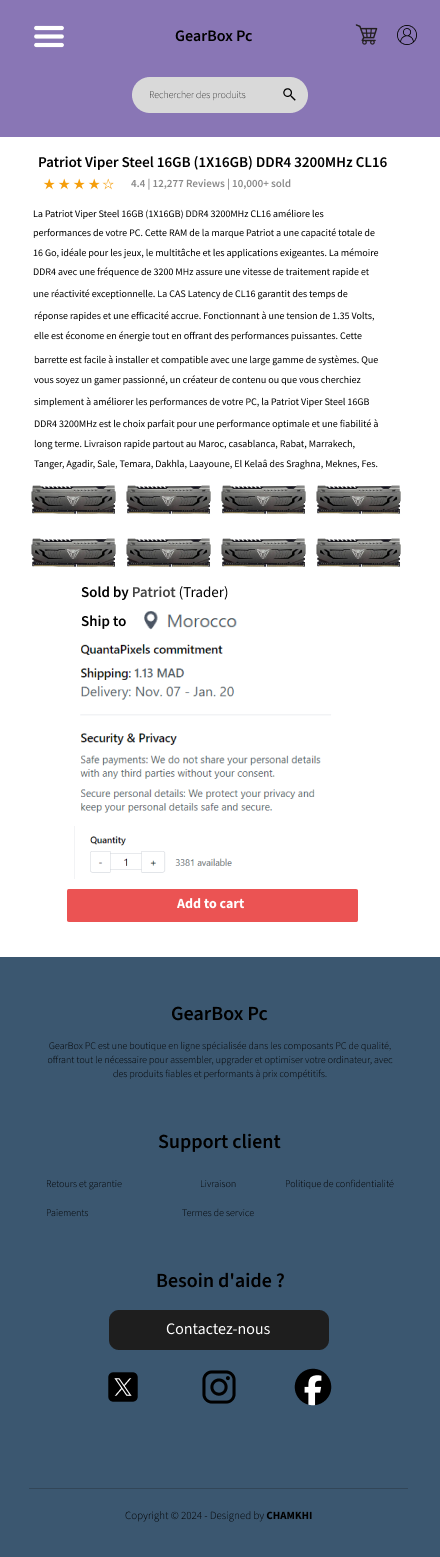 GearBox Pc
Rechercher des produits
Patriot Viper Steel 16GB (1X16GB) DDR4 3200MHz CL16
★★★★☆ 4.4 | 12,277 Reviews | 10,000+ sold
La Patriot Viper Steel 16GB (1X16GB) DDR4 3200MHz CL16 améliore les
performances de votre PC. Cette RAM de la marque Patriot a une capacité totale de
16 Go, idéale pour les jeux, le multitâche et les applications exigeantes. La mémoire
DDR4 avec une fréquence de 3200 MHz assure une vitesse de traitement rapide et
une réactivité exceptionnelle. La CAS Latency de CL16 garantit des temps de
réponse rapides et une efficacité accrue. Fonctionnant à une tension de 1.35 Volts,
elle est économe en énergie tout en offrant des performances puissantes. Cette
barrette est facile à installer et compatible avec une large gamme de systèmes. Que
vous soyez un gamer passionné, un créateur de contenu ou que vous cherchiez
simplement à améliorer les performances de votre PC, la Patriot Viper Steel 16GB
DDR4 3200MHz est le choix parfait pour une performance optimale et une fiabilité à
long terme. Livraison rapide partout au Maroc, casablanca, Rabat, Marrakech,
Tanger, Agadir, Sale, Temara, Dakhla, Laayoune, El Kelaâ des Sraghna, Meknes, Fes.
Sold by Patriot (Trader)
Ship to Morocco
QuantaPixels commitment
Shipping: 1.13 MAD
Delivery: Nov. 07 - Jan. 20
Security & Privacy
Safe payments: We do not share your personal details
with any third parties without your consent.
Secure personal details: We protect your privacy and
keep your personal details safe and secure.
Quantity
- 1 + 3381 available
Add to cart
GearBox Pc
GearBox PC est une boutique en ligne spécialisée dans les composants PC de qualité,
offrant tout le nécessaire pour assembler, upgrader et optimiser votre ordinateur, avec
des produits fiables et performants à prix compétitifs.
Support client
Retours et garantie Livraison Politique de confidentialité
Paiements Termes de service
Besoin d'aide ?
Contactez-nous
Copyright © 2024 - Designed by CHAMKHI